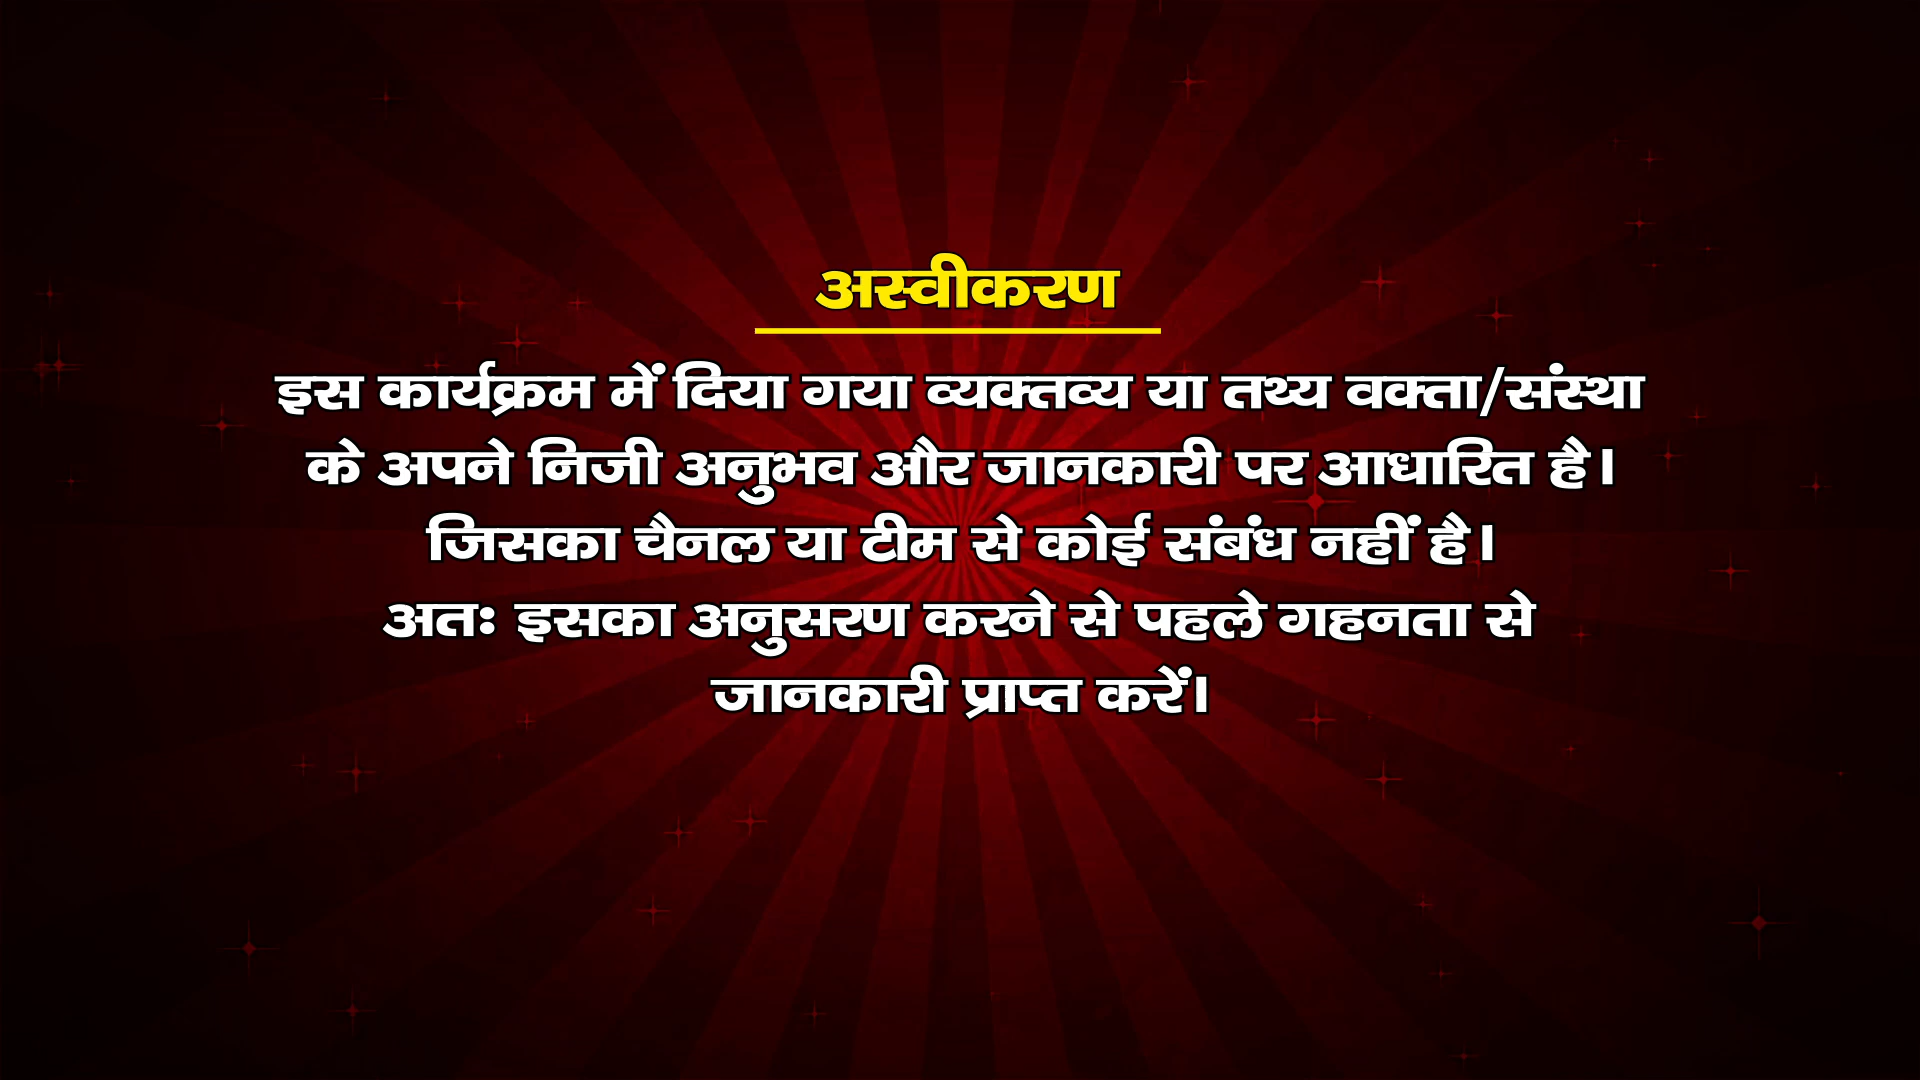 अस्वीकरण
इस कार्यक्रम में दिया गया व्यक्तव्य या तथ्य वक्ता/संस्था
के अपने निजी अनुभव और जानकारी पर आधारित है।
जिसका चैनल या टीम से कोई संबंध नहीं है।
अतः इसका अनुसरण करने से पहले गहनता से
जानकारी प्राप्त करें।